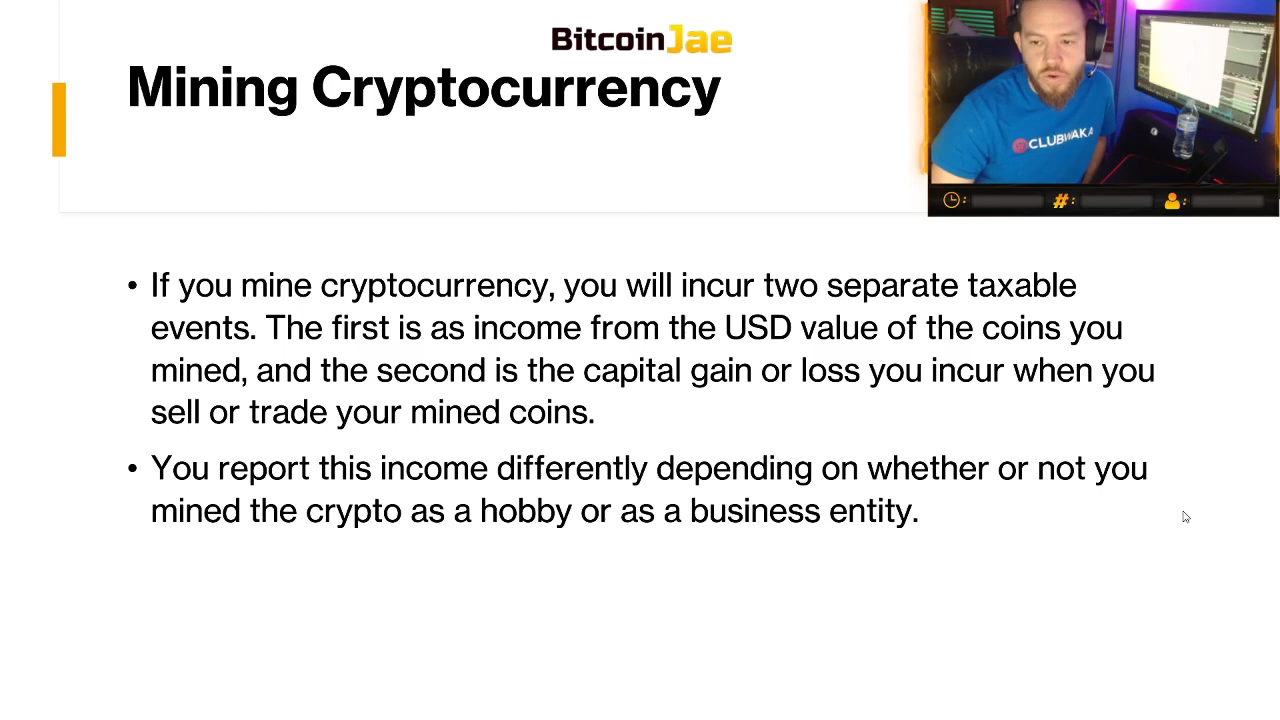 BitcoinJae
Mining Cryptocurrency
CLUBWAKA
:
#:
:
• If you mine cryptocurrency, you will incur two separate taxable
events. The first is as income from the USD value of the coins you
mined, and the second is the capital gain or loss you incur when you
sell or trade your mined coins.
• You report this income differently depending on whether or not you
mined the crypto as a hobby or as a business entity.